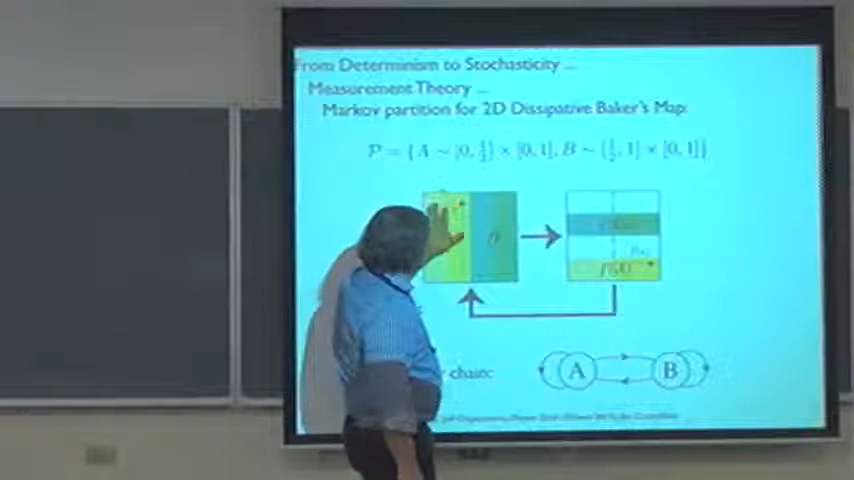 From Determinism to Stochasticity ...
Measurement Theory ...
Markov partition for 2D Dissipative Baker's Map:
P = {A ∼ [0, 1/2] × [0, 1], B ∼ (1/2, 1] × [0, 1]}
B
f(A)
chain:
A B